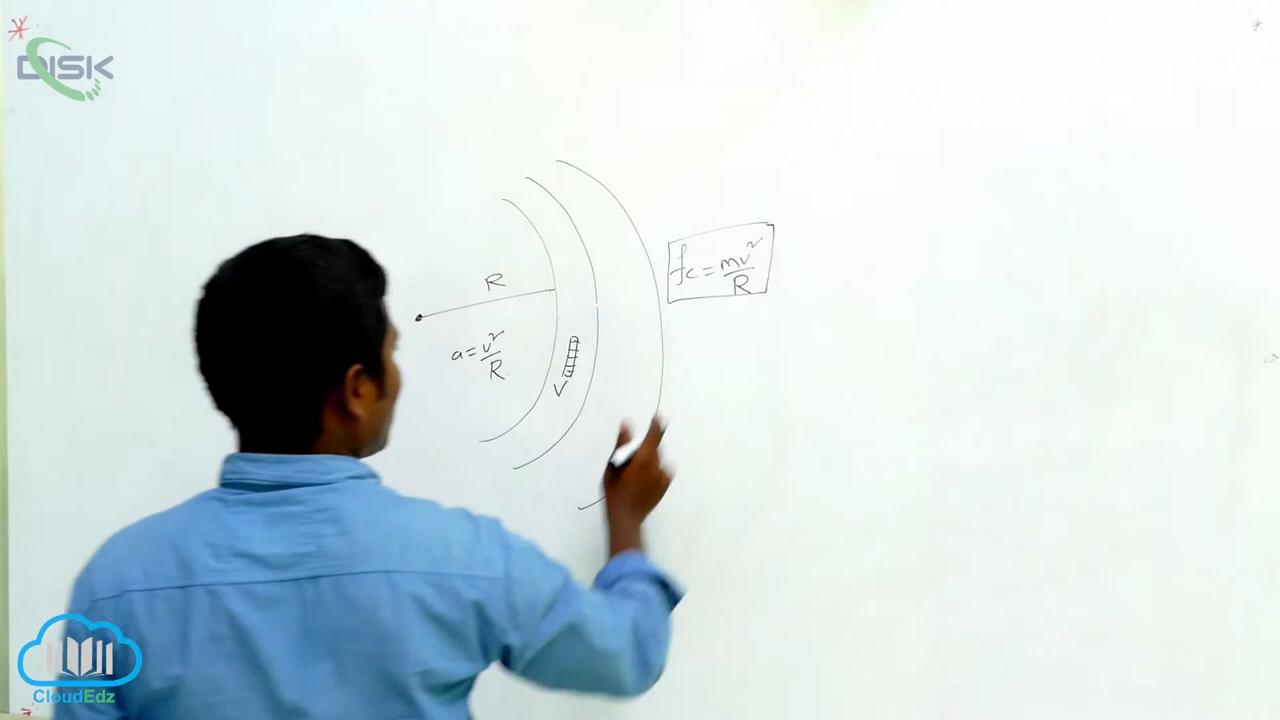 DISK
R
a = v²/R
V
fc = mv²/R
CloudEdz